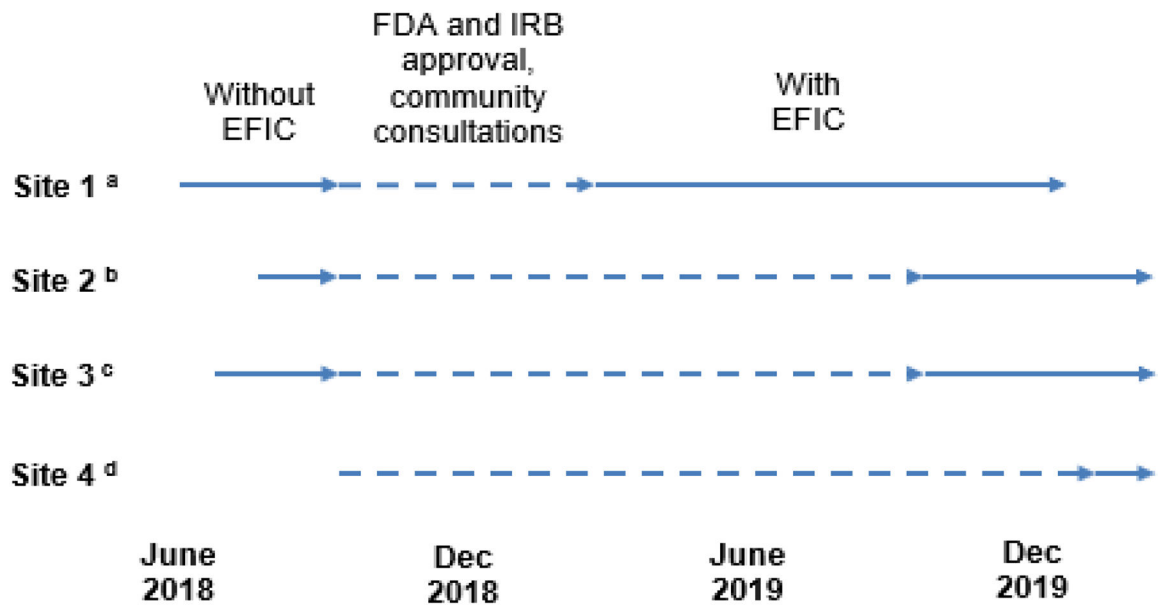 FDA and IRB
approval,
community
consultations
Without
EFIC
With
EFIC
Site 1 a
Site 2 b
Site 3 c
Site 4 d
June
2018
Dec
2018
June
2019
Dec
2019